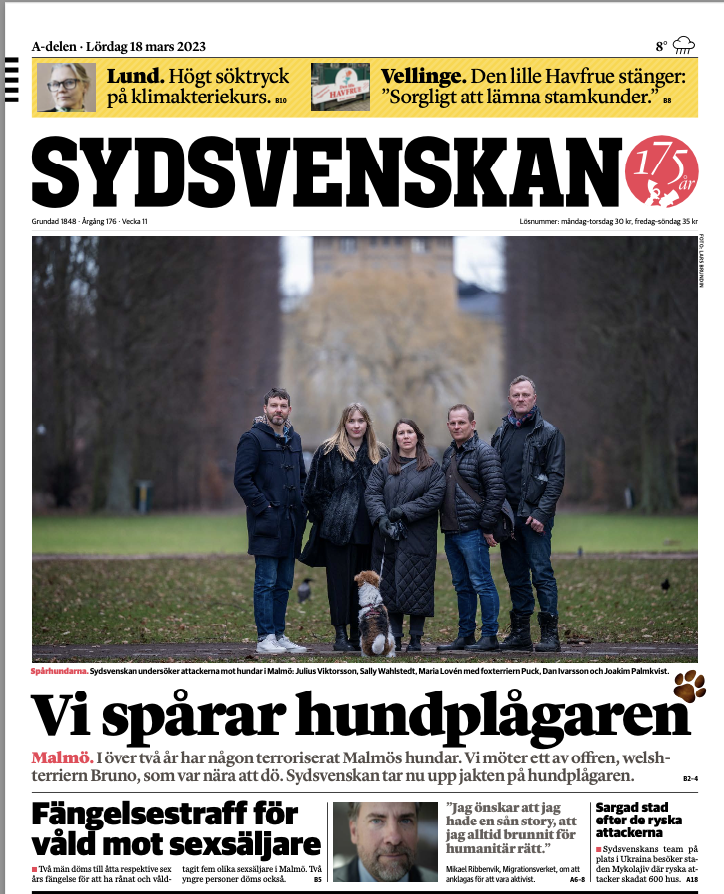 A-delen · Lördag 18 mars 2023
8°
Lund. Högt söktryck
på klimakteriekurs. B10
Den lille
HAVFRUE
Vellinge. Den lille Havfrue stänger:
”Sorgligt att lämna stamkunder.” B8
SYDSVENSKAN
175
år
Grundad 1848 · Årgång 176 · Vecka 11
Lösnummer: måndag-torsdag 30 kr, fredag-söndag 35 kr
FOTO: LARS BRUNDIN
Spårhundarna. Sydsvenskan undersöker attackerna mot hundar i Malmö: Julius Viktorsson, Sally Wahlstedt, Maria Lovén med foxterriern Puck, Dan Ivarsson och Joakim Palmkvist.
Vi spårar hundplågaren
Malmö. I över två år har någon terroriserat Malmös hundar. Vi möter ett av offren, welsh-
terriern Bruno, som var nära att dö. Sydsvenskan tar nu upp jakten på hundplågaren.
B2–4
Fängelsestraff för
våld mot sexsäljare
Två män döms till åtta respektive sex
års fängelse för att ha rånat och våld-
tagit fem olika sexsäljare i Malmö. Två
yngre personer döms också. B5
”Jag önskar att jag
hade en sån story, att
jag alltid brunnit för
humanitär rätt.”
Mikael Ribbenvik, Migrationsverket, om att
anklagas för att vara aktivist. A6–8
Sargad stad
efter de ryska
attackerna
Sydsvenskans team på
plats i Ukraina besöker sta-
den Mykolajiv där ryska at-
tacker skadat 600 hus. A18